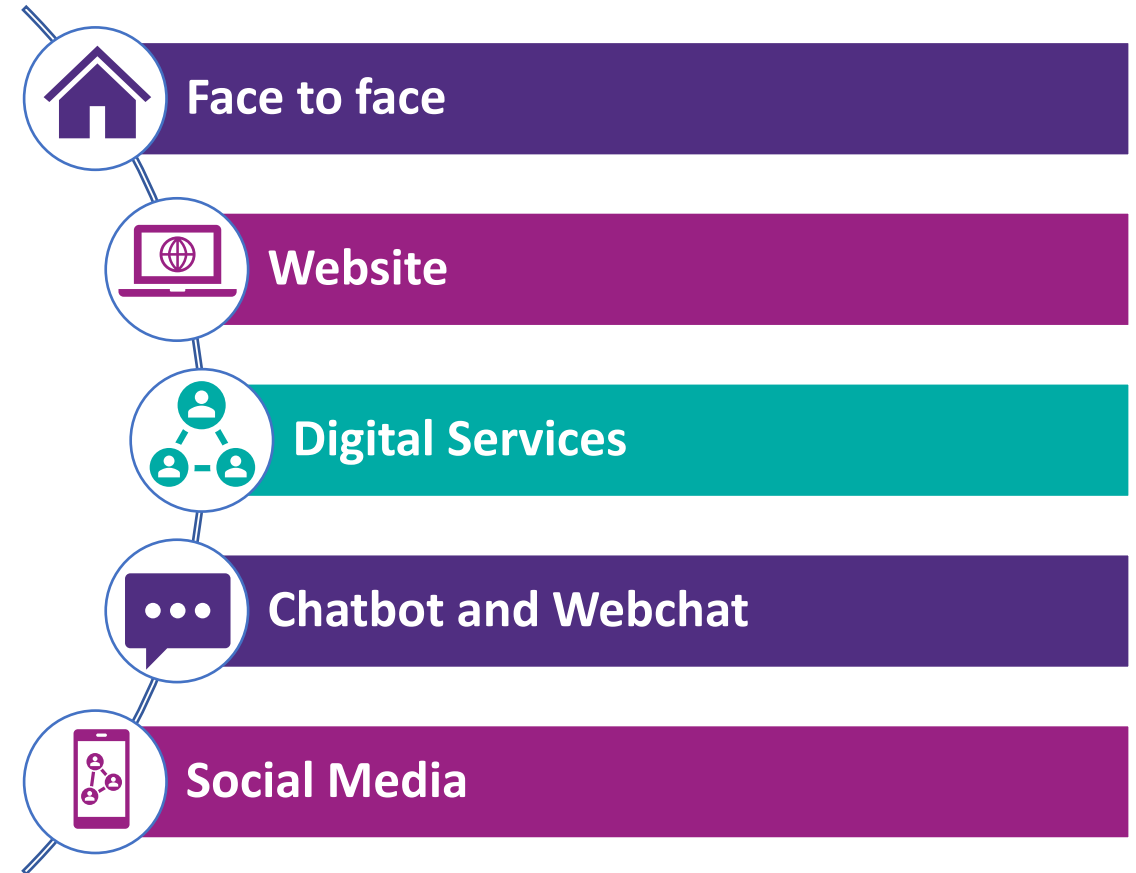 Face to face
Website
Digital Services
Chatbot and Webchat
Social Media